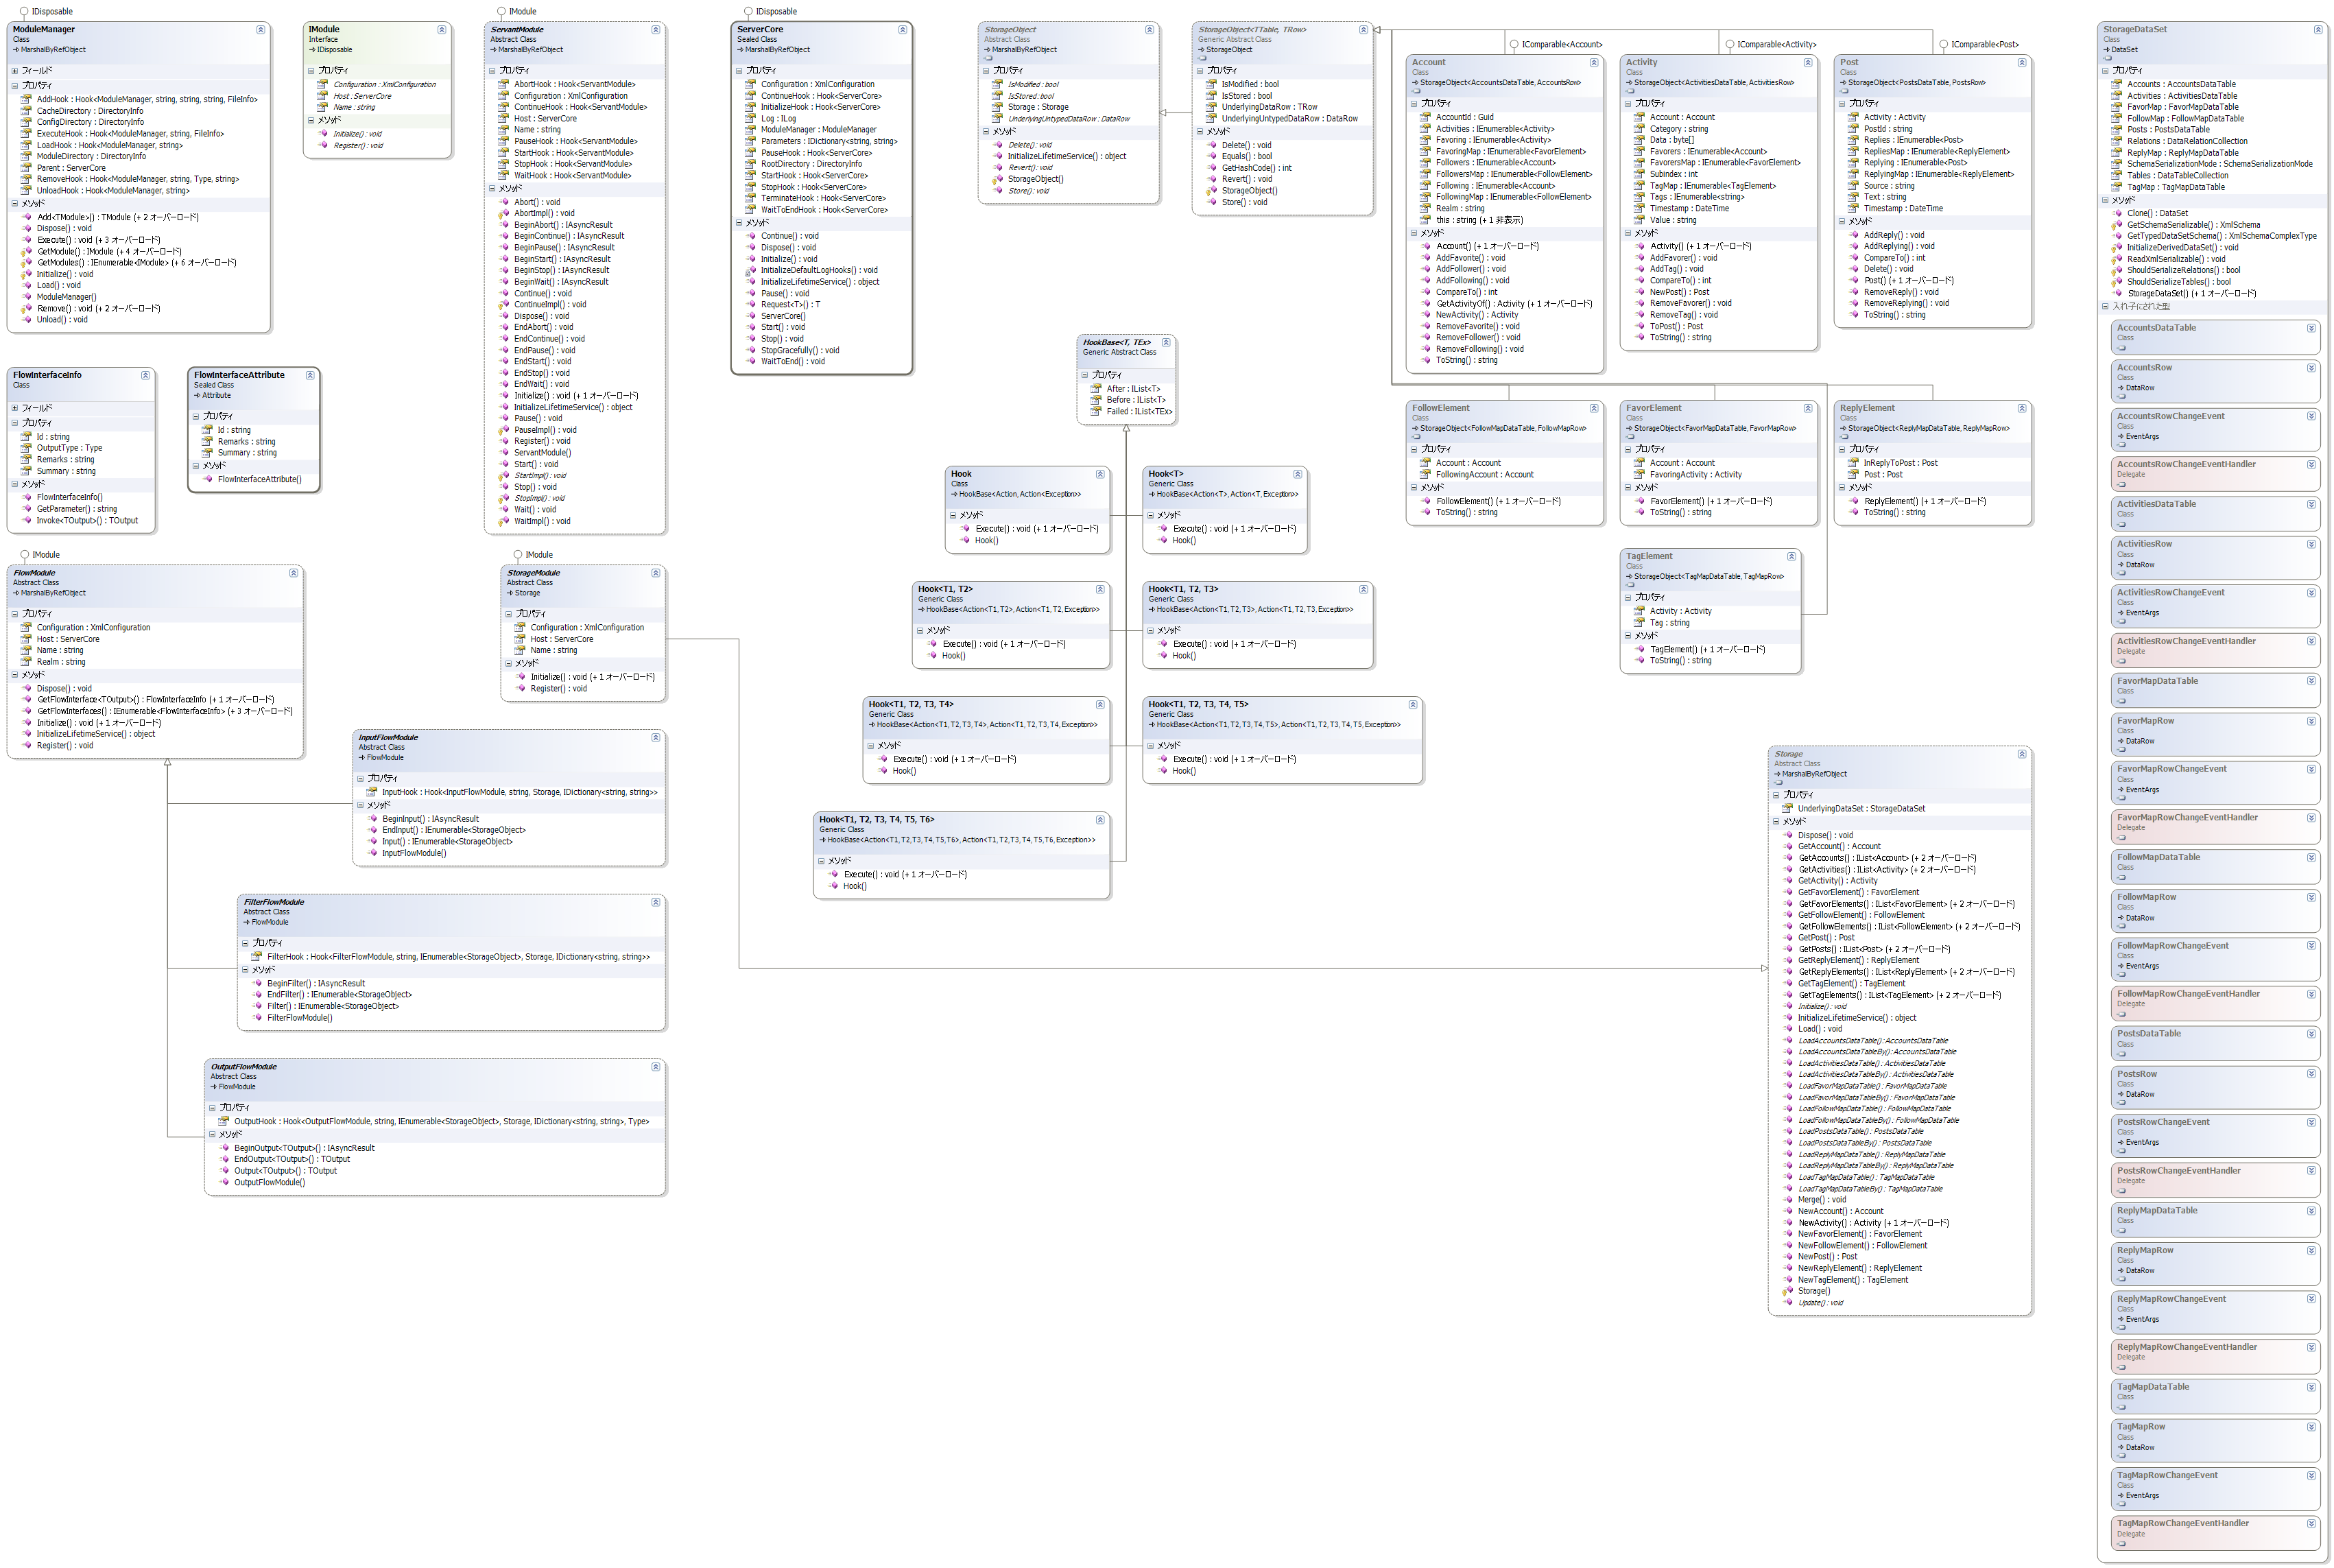 IDisposable
ModuleManager
Class
MarshalByRefObject
フィールド
プロパティ
AddHook : Hook<ModuleManager, string, string, string, FileInfo>
CacheDirectory : DirectoryInfo
ConfigDirectory : DirectoryInfo
ExecuteHook : Hook<ModuleManager, string, FileInfo>
LoadHook : Hook<ModuleManager, string>
ModuleDirectory : DirectoryInfo
Parent : ServerCore
RemoveHook : Hook<ModuleManager, string, Type, string>
UnloadHook : Hook<ModuleManager, string>
メソッド
Add<TModule>() : TModule (+ 2 オーバーロード)
Dispose() : void
Execute() : void (+ 3 オーバーロード)
GetModule() : IModule (+ 4 オーバーロード)
GetModules() : IEnumerable<IModule> (+ 6 オーバーロード)
Initialize() : void
Load() : void
ModuleManager()
Remove() : void (+ 2 オーバーロード)
Unload() : void
IModule
Interface
IDisposable
プロパティ
Configuration : XmlConfiguration
Host : ServerCore
Name : string
メソッド
Initialize() : void
Register() : void
IModule
ServantModule
Abstract Class
MarshalByRefObject
プロパティ
AbortHook : Hook<ServantModule>
Configuration : XmlConfiguration
ContinueHook : Hook<ServantModule>
Host : ServerCore
Name : string
PauseHook : Hook<ServantModule>
StartHook : Hook<ServantModule>
StopHook : Hook<ServantModule>
WaitHook : Hook<ServantModule>
メソッド
Abort() : void
AbortImpl() : void
BeginAbort() : IAsyncResult
BeginContinue() : IAsyncResult
BeginPause() : IAsyncResult
BeginStart() : IAsyncResult
BeginStop() : IAsyncResult
BeginWait() : IAsyncResult
Continue() : void
ContinueImpl() : void
Dispose() : void
EndAbort() : void
EndContinue() : void
EndPause() : void
EndStart() : void
EndStop() : void
EndWait() : void
Initialize() : void (+ 1 オーバーロード)
InitializeLifetimeService() : object
Pause() : void
PauseImpl() : void
Register() : void
ServantModule()
Start() : void
StartImpl() : void
Stop() : void
StopImpl() : void
Wait() : void
WaitImpl() : void
IDisposable
ServerCore
Sealed Class
MarshalByRefObject
プロパティ
Configuration : XmlConfiguration
ContinueHook : Hook<ServerCore>
InitializeHook : Hook<ServerCore>
Log : ILog
ModuleManager : ModuleManager
Parameters : IDictionary<string, string>
PauseHook : Hook<ServerCore>
RootDirectory : DirectoryInfo
StartHook : Hook<ServerCore>
StopHook : Hook<ServerCore>
TerminateHook : Hook<ServerCore>
WaitToEndHook : Hook<ServerCore>
メソッド
Continue() : void
Dispose() : void
Initialize() : void
InitializeDefaultLogHooks() : void
InitializeLifetimeService() : object
Pause() : void
Request<T>() : T
ServerCore()
Start() : void
Stop() : void
StopGracefully() : void
WaitToEnd() : void
StorageObject
Abstract Class
MarshalByRefObject
プロパティ
IsModified : bool
IsStored : bool
Storage : Storage
UnderlyingUntypedDataRow : DataRow
メソッド
Delete() : void
InitializeLifetimeService() : object
Revert() : void
StorageObject()
Store() : void
StorageObject<TTable, TRow>
Generic Abstract Class
StorageObject
プロパティ
IsModified : bool
IsStored : bool
UnderlyingDataRow : TRow
UnderlyingUntypedDataRow : DataRow
メソッド
Delete() : void
Equals() : bool
GetHashCode() : int
Revert() : void
StorageObject()
Store() : void
IComparable<Account>
Account
Class
StorageObject<AccountsDataTable, AccountsRow>
プロパティ
AccountId : Guid
Activities : IEnumerable<Activity>
Favoring : IEnumerable<Activity>
FavoringMap : IEnumerable<FavorElement>
Followers : IEnumerable<Account>
FollowersMap : IEnumerable<FollowElement>
Following : IEnumerable<Account>
FollowingMap : IEnumerable<FollowElement>
Realm : string
this : string (+ 1 非表示)
メソッド
Account() (+ 1 オーバーロード)
AddFavorite() : void
AddFollower() : void
AddFollowing() : void
CompareTo() : int
GetActivityOf() : Activity (+ 1 オーバーロード)
NewActivity() : Activity
RemoveFavorite() : void
RemoveFollower() : void
RemoveFollowing() : void
ToString() : string
IComparable<Activity>
Activity
Class
StorageObject<ActivitiesDataTable, ActivitiesRow>
プロパティ
Account : Account
Category : string
Data : byte[]
Favorers : IEnumerable<Account>
FavorersMap : IEnumerable<FavorElement>
Subindex : int
TagMap : IEnumerable<TagElement>
Tags : IEnumerable<string>
Timestamp : DateTime
Value : string
メソッド
Activity() (+ 1 オーバーロード)
AddFavorer() : void
AddTag() : void
CompareTo() : int
NewPost() : Post
RemoveFavorer() : void
RemoveTag() : void
ToPost() : Post
ToString() : string
IComparable<Post>
Post
Class
StorageObject<PostsDataTable, PostsRow>
プロパティ
Activity : Activity
PostId : string
Replies : IEnumerable<Post>
RepliesMap : IEnumerable<ReplyElement>
Replying : IEnumerable<Post>
ReplyingMap : IEnumerable<ReplyElement>
Source : string
Text : string
Timestamp : DateTime
メソッド
AddReply() : void
AddReplying() : void
CompareTo() : int
Delete() : void
Post() (+ 1 オーバーロード)
RemoveReply() : void
RemoveReplying() : void
ToString() : string
StorageDataSet
Class
DataSet
プロパティ
Accounts : AccountsDataTable
Activities : ActivitiesDataTable
FavorMap : FavorMapDataTable
FollowMap : FollowMapDataTable
Posts : PostsDataTable
Relations : DataRelationCollection
ReplyMap : ReplyMapDataTable
SchemaSerializationMode : SchemaSerializationMode
Tables : DataTableCollection
TagMap : TagMapDataTable
メソッド
Clone() : DataSet
GetSchemaSerializable() : XmlSchema
GetTypedDataSetSchema() : XmlSchemaComplexType
InitializeDerivedDataSet() : void
ReadXmlSerializable() : void
ShouldSerializeRelations() : bool
ShouldSerializeTables() : bool
StorageDataSet() (+ 1 オーバーロード)
入れ子にされた型
AccountsDataTable
Class
AccountsRow
Class
DataRow
AccountsRowChangeEvent
Class
EventArgs
AccountsRowChangeEventHandler
Delegate
ActivitiesDataTable
Class
ActivitiesRow
Class
DataRow
ActivitiesRowChangeEvent
Class
EventArgs
ActivitiesRowChangeEventHandler
Delegate
FavorMapDataTable
Class
FavorMapRow
Class
DataRow
FavorMapRowChangeEvent
Class
EventArgs
FavorMapRowChangeEventHandler
Delegate
FollowMapDataTable
Class
FollowMapRow
Class
DataRow
FollowMapRowChangeEvent
Class
EventArgs
FollowMapRowChangeEventHandler
Delegate
PostsDataTable
Class
PostsRow
Class
DataRow
PostsRowChangeEvent
Class
EventArgs
PostsRowChangeEventHandler
Delegate
ReplyMapDataTable
Class
ReplyMapRow
Class
DataRow
ReplyMapRowChangeEvent
Class
EventArgs
ReplyMapRowChangeEventHandler
Delegate
TagMapDataTable
Class
TagMapRow
Class
DataRow
TagMapRowChangeEvent
Class
EventArgs
TagMapRowChangeEventHandler
Delegate
FlowInterfaceInfo
Class
フィールド
プロパティ
Id : string
OutputType : Type
Remarks : string
Summary : string
メソッド
FlowInterfaceInfo()
GetParameter() : string
Invoke<TOutput>() : TOutput
FlowInterfaceAttribute
Sealed Class
Attribute
プロパティ
Id : string
Remarks : string
Summary : string
メソッド
FlowInterfaceAttribute()
HookBase<T, TEx>
Generic Abstract Class
プロパティ
After : IList<T>
Before : IList<T>
Failed : IList<TEx>
FollowElement
Class
StorageObject<FollowMapDataTable, FollowMapRow>
プロパティ
Account : Account
FollowingAccount : Account
メソッド
FollowElement() (+ 1 オーバーロード)
ToString() : string
FavorElement
Class
StorageObject<FavorMapDataTable, FavorMapRow>
プロパティ
Account : Account
FavoringActivity : Activity
メソッド
FavorElement() (+ 1 オーバーロード)
ToString() : string
ReplyElement
Class
StorageObject<ReplyMapDataTable, ReplyMapRow>
プロパティ
InReplyToPost : Post
Post : Post
メソッド
ReplyElement() (+ 1 オーバーロード)
ToString() : string
Hook
Class
HookBase<Action, Action<Exception>>
メソッド
Execute() : void (+ 1 オーバーロード)
Hook()
Hook<T>
Generic Class
HookBase<Action<T>, Action<T, Exception>>
メソッド
Execute() : void (+ 1 オーバーロード)
Hook()
TagElement
Class
StorageObject<TagMapDataTable, TagMapRow>
プロパティ
Activity : Activity
Tag : string
メソッド
TagElement() (+ 1 オーバーロード)
ToString() : string
IModule
FlowModule
Abstract Class
MarshalByRefObject
プロパティ
Configuration : XmlConfiguration
Host : ServerCore
Name : string
Realm : string
メソッド
Dispose() : void
GetFlowInterface<TOutput>() : FlowInterfaceInfo (+ 1 オーバーロード)
GetFlowInterfaces() : IEnumerable<FlowInterfaceInfo> (+ 3 オーバーロード)
Initialize() : void (+ 1 オーバーロード)
InitializeLifetimeService() : object
Register() : void
IModule
StorageModule
Abstract Class
Storage
プロパティ
Configuration : XmlConfiguration
Host : ServerCore
Name : string
メソッド
Initialize() : void (+ 1 オーバーロード)
Register() : void
Hook<T1, T2>
Generic Class
HookBase<Action<T1, T2>, Action<T1, T2, Exception>>
メソッド
Execute() : void (+ 1 オーバーロード)
Hook()
Hook<T1, T2, T3>
Generic Class
HookBase<Action<T1, T2, T3>, Action<T1, T2, T3, Exception>>
メソッド
Execute() : void (+ 1 オーバーロード)
Hook()
Hook<T1, T2, T3, T4>
Generic Class
HookBase<Action<T1, T2, T3, T4>, Action<T1, T2, T3, T4, Exception>>
メソッド
Execute() : void (+ 1 オーバーロード)
Hook()
Hook<T1, T2, T3, T4, T5>
Generic Class
HookBase<Action<T1, T2, T3, T4, T5>, Action<T1, T2, T3, T4, T5, Exception>>
メソッド
Execute() : void (+ 1 オーバーロード)
Hook()
Hook<T1, T2, T3, T4, T5, T6>
Generic Class
HookBase<Action<T1, T2, T3, T4, T5, T6>, Action<T1, T2, T3, T4, T5, T6, Exception>>
メソッド
Execute() : void (+ 1 オーバーロード)
Hook()
InputFlowModule
Abstract Class
FlowModule
プロパティ
InputHook : Hook<InputFlowModule, string, Storage, IDictionary<string, string>>
メソッド
BeginInput() : IAsyncResult
EndInput() : IEnumerable<StorageObject>
Input() : IEnumerable<StorageObject>
InputFlowModule()
FilterFlowModule
Abstract Class
FlowModule
プロパティ
FilterHook : Hook<FilterFlowModule, string, IEnumerable<StorageObject>, Storage, IDictionary<string, string>>
メソッド
BeginFilter() : IAsyncResult
EndFilter() : IEnumerable<StorageObject>
Filter() : IEnumerable<StorageObject>
FilterFlowModule()
OutputFlowModule
Abstract Class
FlowModule
プロパティ
OutputHook : Hook<OutputFlowModule, string, IEnumerable<StorageObject>, Storage, IDictionary<string, string>, Type>
メソッド
BeginOutput<TOutput>() : IAsyncResult
EndOutput<TOutput>() : TOutput
Output<TOutput>() : TOutput
OutputFlowModule()
Storage
Abstract Class
MarshalByRefObject
プロパティ
UnderlyingDataSet : StorageDataSet
メソッド
Dispose() : void
GetAccount() : Account
GetAccounts() : IList<Account> (+ 2 オーバーロード)
GetActivities() : IList<Activity> (+ 2 オーバーロード)
GetActivity() : Activity
GetFavorElement() : FavorElement
GetFavorElements() : IList<FavorElement> (+ 2 オーバーロード)
GetFollowElement() : FollowElement
GetFollowElements() : IList<FollowElement> (+ 2 オーバーロード)
GetPost() : Post
GetPosts() : IList<Post> (+ 2 オーバーロード)
GetReplyElement() : ReplyElement
GetReplyElements() : IList<ReplyElement> (+ 2 オーバーロード)
GetTagElement() : TagElement
GetTagElements() : IList<TagElement> (+ 2 オーバーロード)
Initialize() : void
InitializeLifetimeService() : object
Load() : void
LoadAccountsDataTable() : AccountsDataTable
LoadAccountsDataTableBy() : AccountsDataTable
LoadActivitiesDataTable() : ActivitiesDataTable
LoadActivitiesDataTableBy() : ActivitiesDataTable
LoadFavorMapDataTable() : FavorMapDataTable
LoadFavorMapDataTableBy() : FavorMapDataTable
LoadFollowMapDataTable() : FollowMapDataTable
LoadFollowMapDataTableBy() : FollowMapDataTable
LoadPostsDataTable() : PostsDataTable
LoadPostsDataTableBy() : PostsDataTable
LoadReplyMapDataTable() : ReplyMapDataTable
LoadReplyMapDataTableBy() : ReplyMapDataTable
LoadTagMapDataTable() : TagMapDataTable
LoadTagMapDataTableBy() : TagMapDataTable
Merge() : void
NewAccount() : Account
NewActivity() : Activity (+ 1 オーバーロード)
NewFavorElement() : FavorElement
NewFollowElement() : FollowElement
NewPost() : Post
NewReplyElement() : ReplyElement
NewTagElement() : TagElement
Storage()
Update() : void